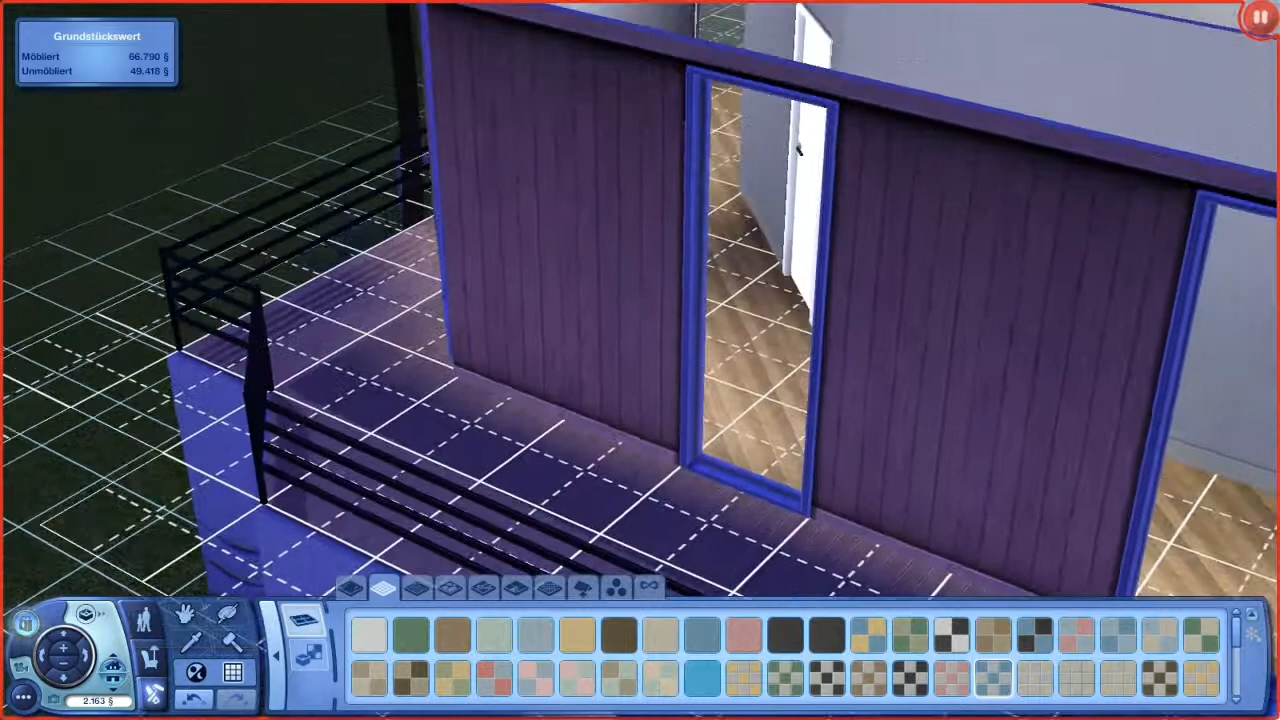 Grundstückswert
Möbliert 66.790 §
Unmöbliert 49.418 §
2.163 §